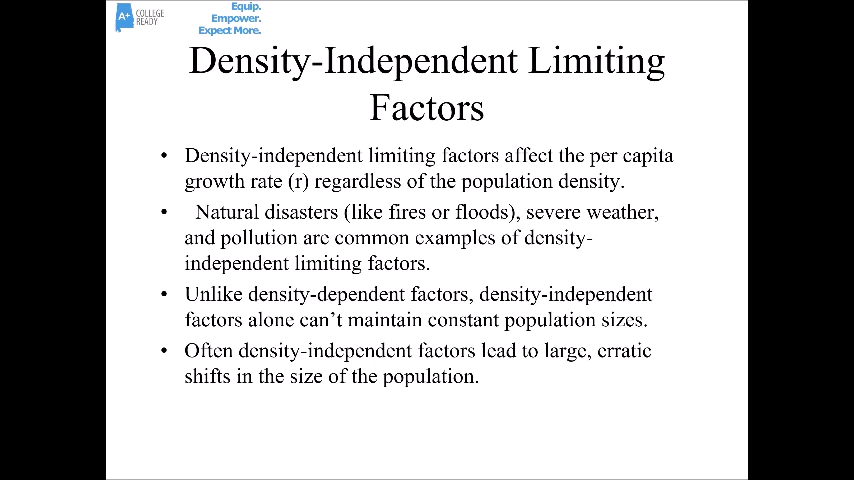 A+ COLLEGE
READY
Equip.
Empower.
Expect More.
Density-Independent Limiting
Factors
• Density-independent limiting factors affect the per capita
growth rate (r) regardless of the population density.
• Natural disasters (like fires or floods), severe weather,
and pollution are common examples of density-
independent limiting factors.
• Unlike density-dependent factors, density-independent
factors alone can’t maintain constant population sizes.
• Often density-independent factors lead to large, erratic
shifts in the size of the population.